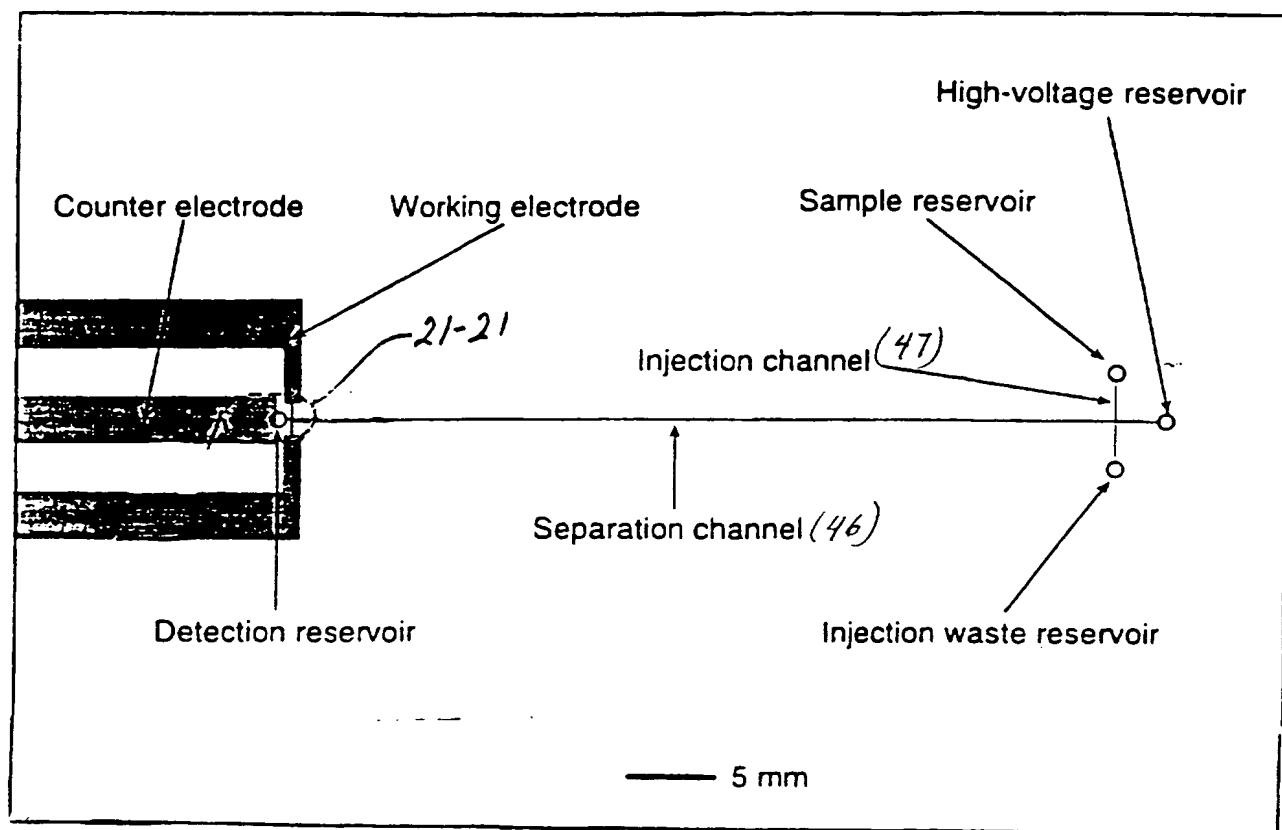 High-voltage reservoir
Counter electrode
Working electrode
Sample reservoir
21-21
Injection channel (47)
Separation channel (46)
Detection reservoir
Injection waste reservoir
5 mm